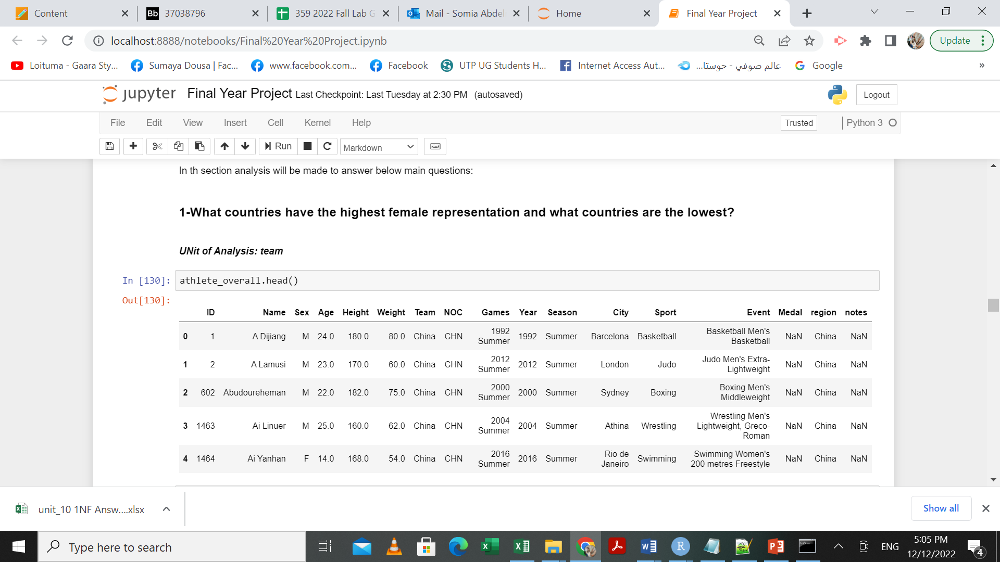 Content
Bb 37038796
359 2022 Fall Lab G
Mail - Somia Abdel
Home
Final Year Project
localhost:8888/notebooks/Final%20Year%20Project.ipynb
Update
Loituma - Gaara Sty...
Sumaya Dousa | Fac...
www.facebook.com...
Facebook
UTP UG Students H...
Internet Access Aut...
عالم صوفي - جوستا...
Google
»
jupyter Final Year Project Last Checkpoint: Last Tuesday at 2:30 PM (autosaved)
Logout
File Edit View Insert Cell Kernel Help
Trusted
Python 3
Run
Markdown
In th section analysis will be made to answer below main questions:
1-What countries have the highest female representation and what countries are the lowest?
UNit of Analysis: team
In [130]: athlete_overall.head()
Out[130]:
ID Name Sex Age Height Weight Team NOC Games Year Season City Sport Event Medal region notes
0 1 A Dijiang M 24.0 180.0 80.0 China CHN 1992 Summer 1992 Summer Barcelona Basketball Basketball Men's Basketball NaN China NaN
1 2 A Lamusi M 23.0 170.0 60.0 China CHN 2012 Summer 2012 Summer London Judo Judo Men's Extra-Lightweight NaN China NaN
2 602 Abudoureheman M 22.0 182.0 75.0 China CHN 2000 Summer 2000 Summer Sydney Boxing Boxing Men's Middleweight NaN China NaN
3 1463 Ai Linuer M 25.0 160.0 62.0 China CHN 2004 Summer 2004 Summer Athina Wrestling Wrestling Men's Lightweight, Greco-Roman NaN China NaN
4 1464 Ai Yanhan F 14.0 168.0 54.0 China CHN 2016 Summer 2016 Summer Rio de Janeiro Swimming Swimming Women's 200 metres Freestyle NaN China NaN
unit_10 1NF Answ....xlsx
Show all
Type here to search
ENG
5:05 PM
12/12/2022
4